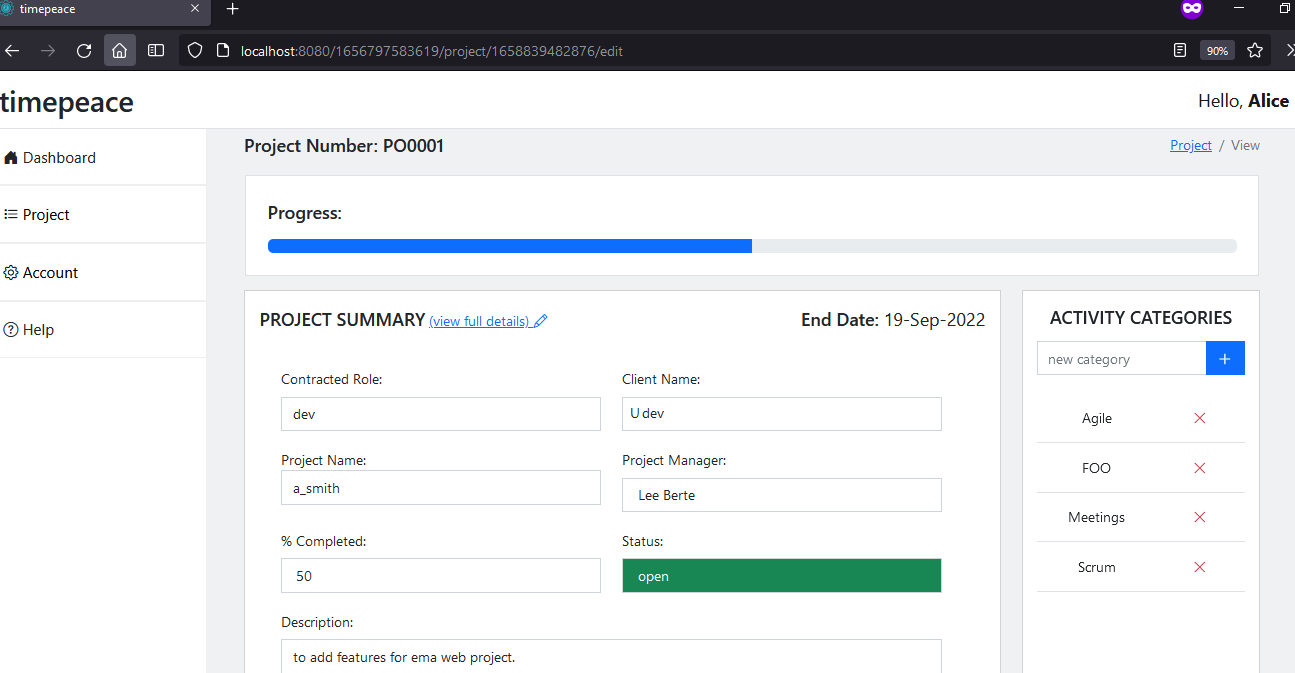 timepeace
localhost:8080/1656797583619/project/1658839482876/edit
90%
timepeace
Hello, Alice
Dashboard
Project
Account
Help
Project Number: PO0001
Project / View
Progress:
PROJECT SUMMARY (view full details)
End Date: 19-Sep-2022
Contracted Role:
dev
Client Name:
U dev
Project Name:
a_smith
Project Manager:
Lee Berte
% Completed:
50
Status:
open
Description:
to add features for ema web project.
ACTIVITY CATEGORIES
new category
+
Agile
FOO
Meetings
Scrum